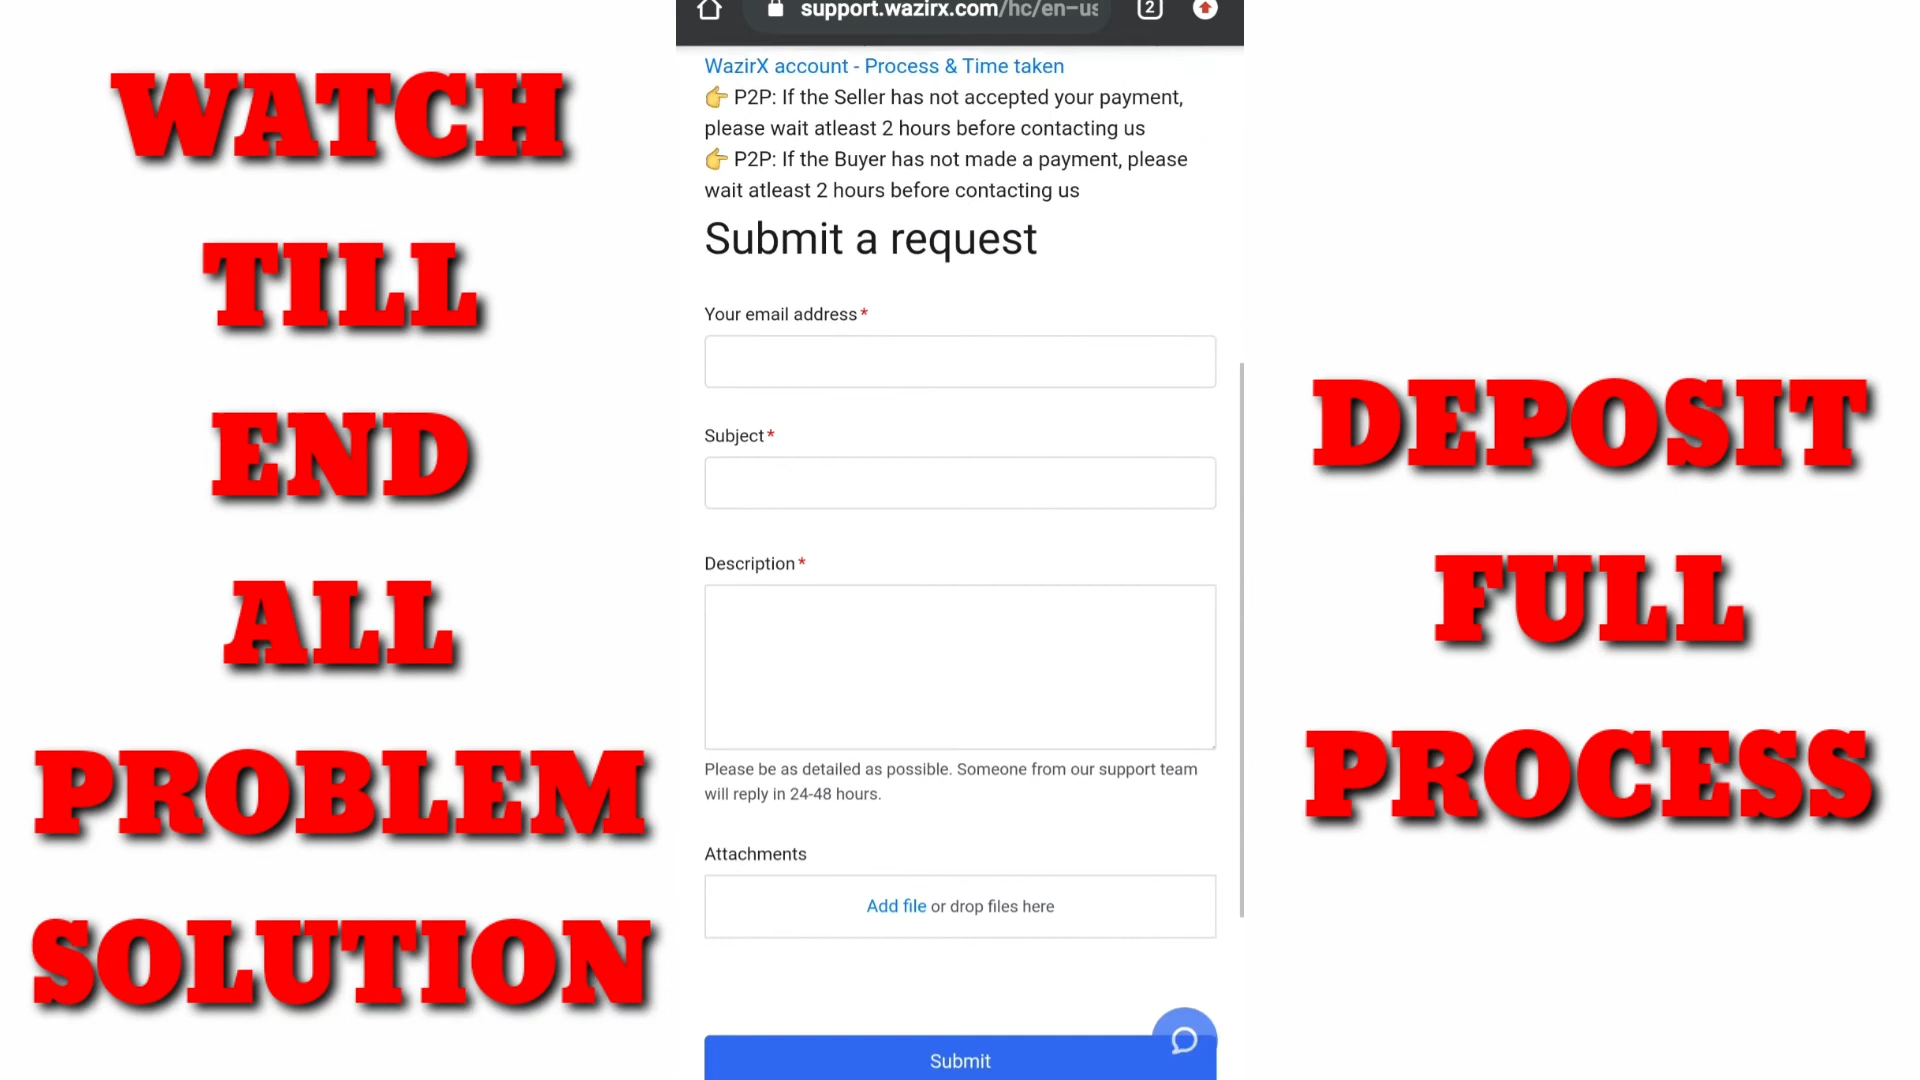 WATCH
TILL
END
ALL
PROBLEM
SOLUTION
support.wazirx.com/hc/en-us
2
WazirX account - Process & Time taken
👉 P2P: If the Seller has not accepted your payment,
please wait atleast 2 hours before contacting us
👉 P2P: If the Buyer has not made a payment, please
wait atleast 2 hours before contacting us
Submit a request
Your email address*
Subject*
Description*
Please be as detailed as possible. Someone from our support team
will reply in 24-48 hours.
Attachments
Add file or drop files here
Submit
DEPOSIT
FULL
PROCESS